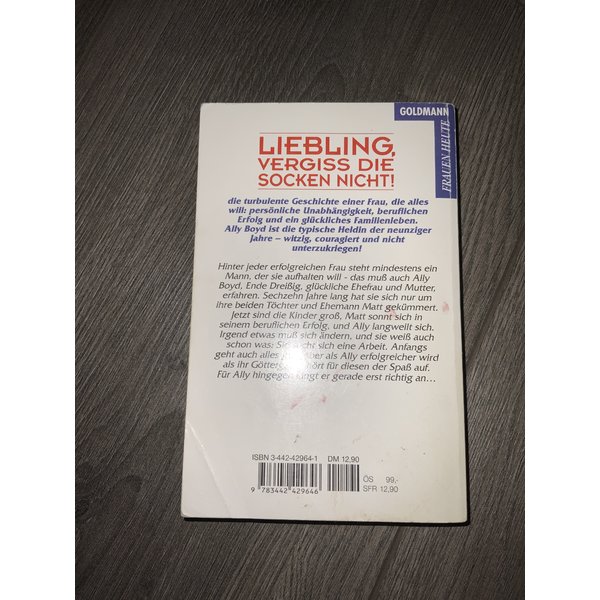 GOLDMANN
FRAUEN HEUTE
LIEBLING,
VERGISS DIE
SOCKEN NICHT!
die turbulente Geschichte einer Frau, die alles
will: persönliche Unabhängigkeit, beruflichen
Erfolg und ein glückliches Familienleben.
Ally Boyd ist die typische Heldin der neunziger
Jahre – witzig, couragiert und nicht
unterzukriegen!
Hinter jeder erfolgreichen Frau steht mindestens ein
Mann, der sie aufhalten will - das muß auch Ally
Boyd, Ende Dreißig, glückliche Ehefrau und Mutter,
erfahren. Sechzehn Jahre lang hat sie sich nur um
ihre beiden Töchter und Ehemann Matt gekümmert.
Jetzt sind die Kinder groß, Matt sonnt sich in
seinem beruflichen Erfolg, und Ally langweilt sich.
Irgend etwas muß sich ändern, und sie weiß auch
schon was: sich eine Arbeit. Anfangs
geht auch alles als Ally erfolgreicher wird
als ihr für diesen der Spaß auf.
Für Ally hingegen er gerade erst richtig an...
ISBN 3-442-42964-1 DM 12,90
ÖS 99,-
SFR 12,90
9 783442 429646